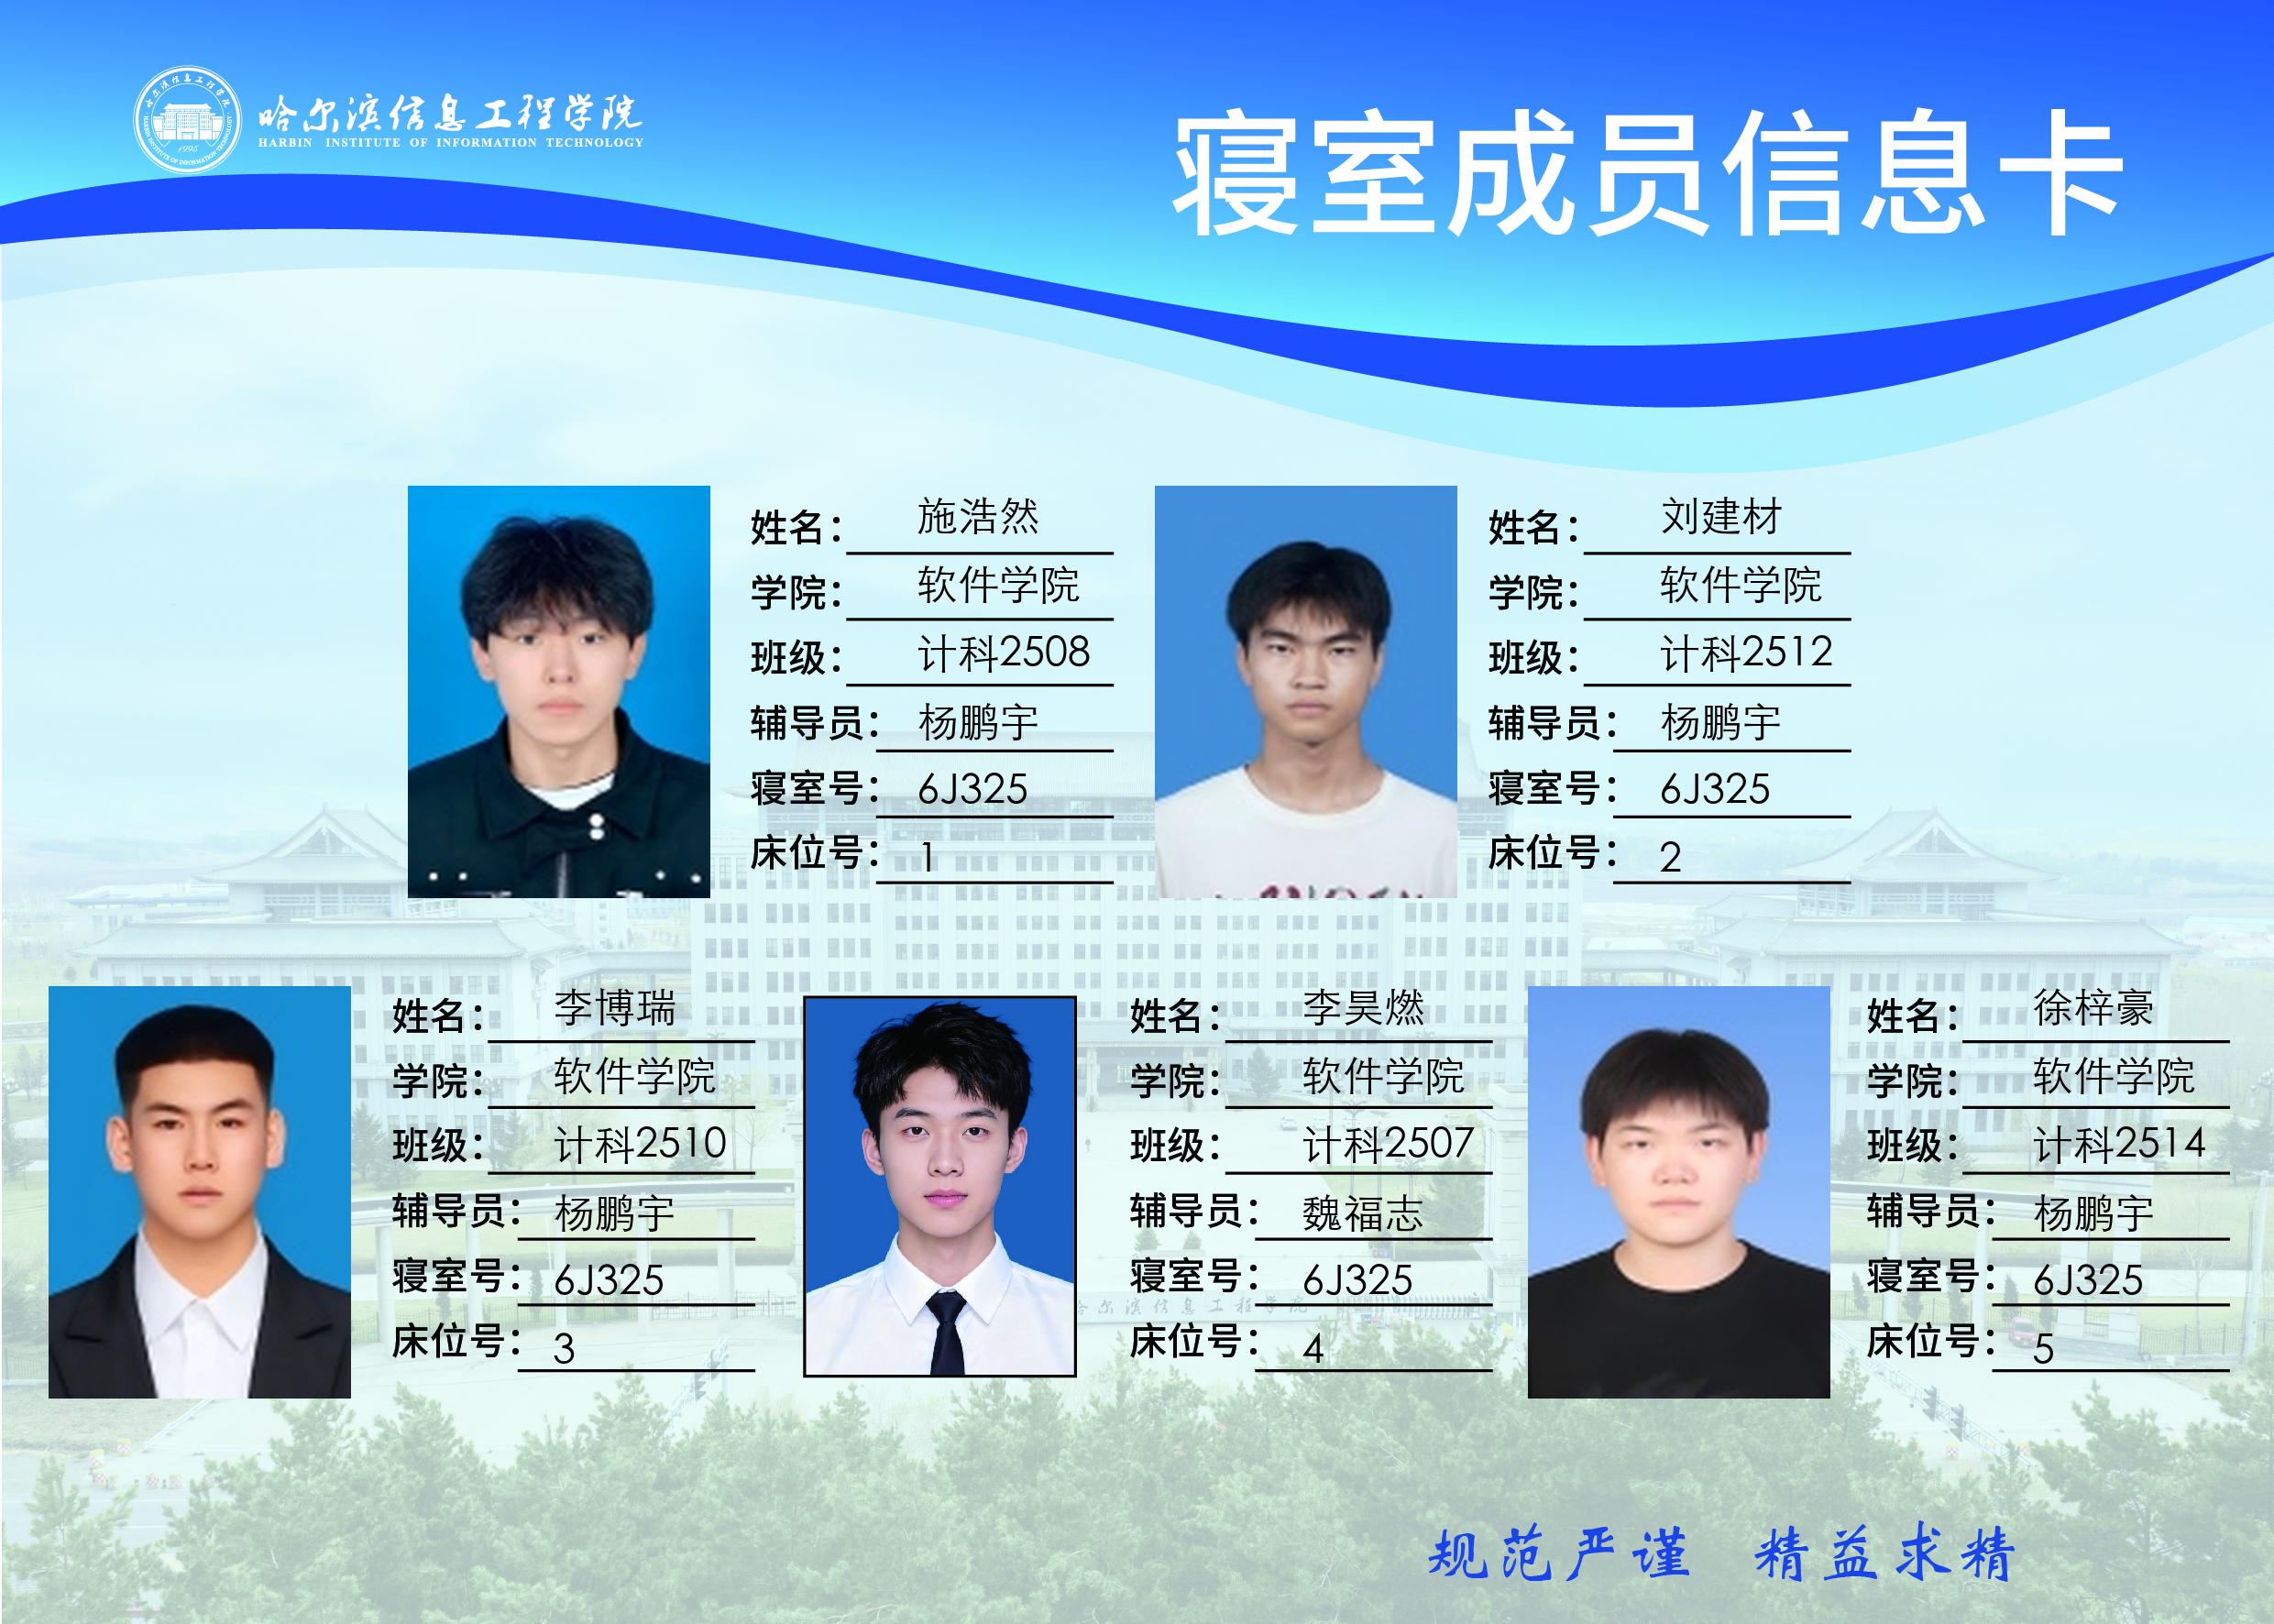 哈尔滨信息工程学院
HARBIN INSTITUTE OF INFORMATION TECHNOLOGY
1995
寝室成员信息卡
姓名：施浩然
学院：软件学院
班级：计科2508
辅导员：杨鹏宇
寝室号：6J325
床位号：1
姓名：刘建材
学院：软件学院
班级：计科2512
辅导员：杨鹏宇
寝室号：6J325
床位号：2
姓名：李博瑞
学院：软件学院
班级：计科2510
辅导员：杨鹏宇
寝室号：6J325
床位号：3
姓名：李昊燃
学院：软件学院
班级：计科2507
辅导员：魏福志
寝室号：6J325
床位号：4
姓名：徐梓豪
学院：软件学院
班级：计科2514
辅导员：杨鹏宇
寝室号：6J325
床位号：5
哈尔滨信息工程学院
规范严谨 精益求精